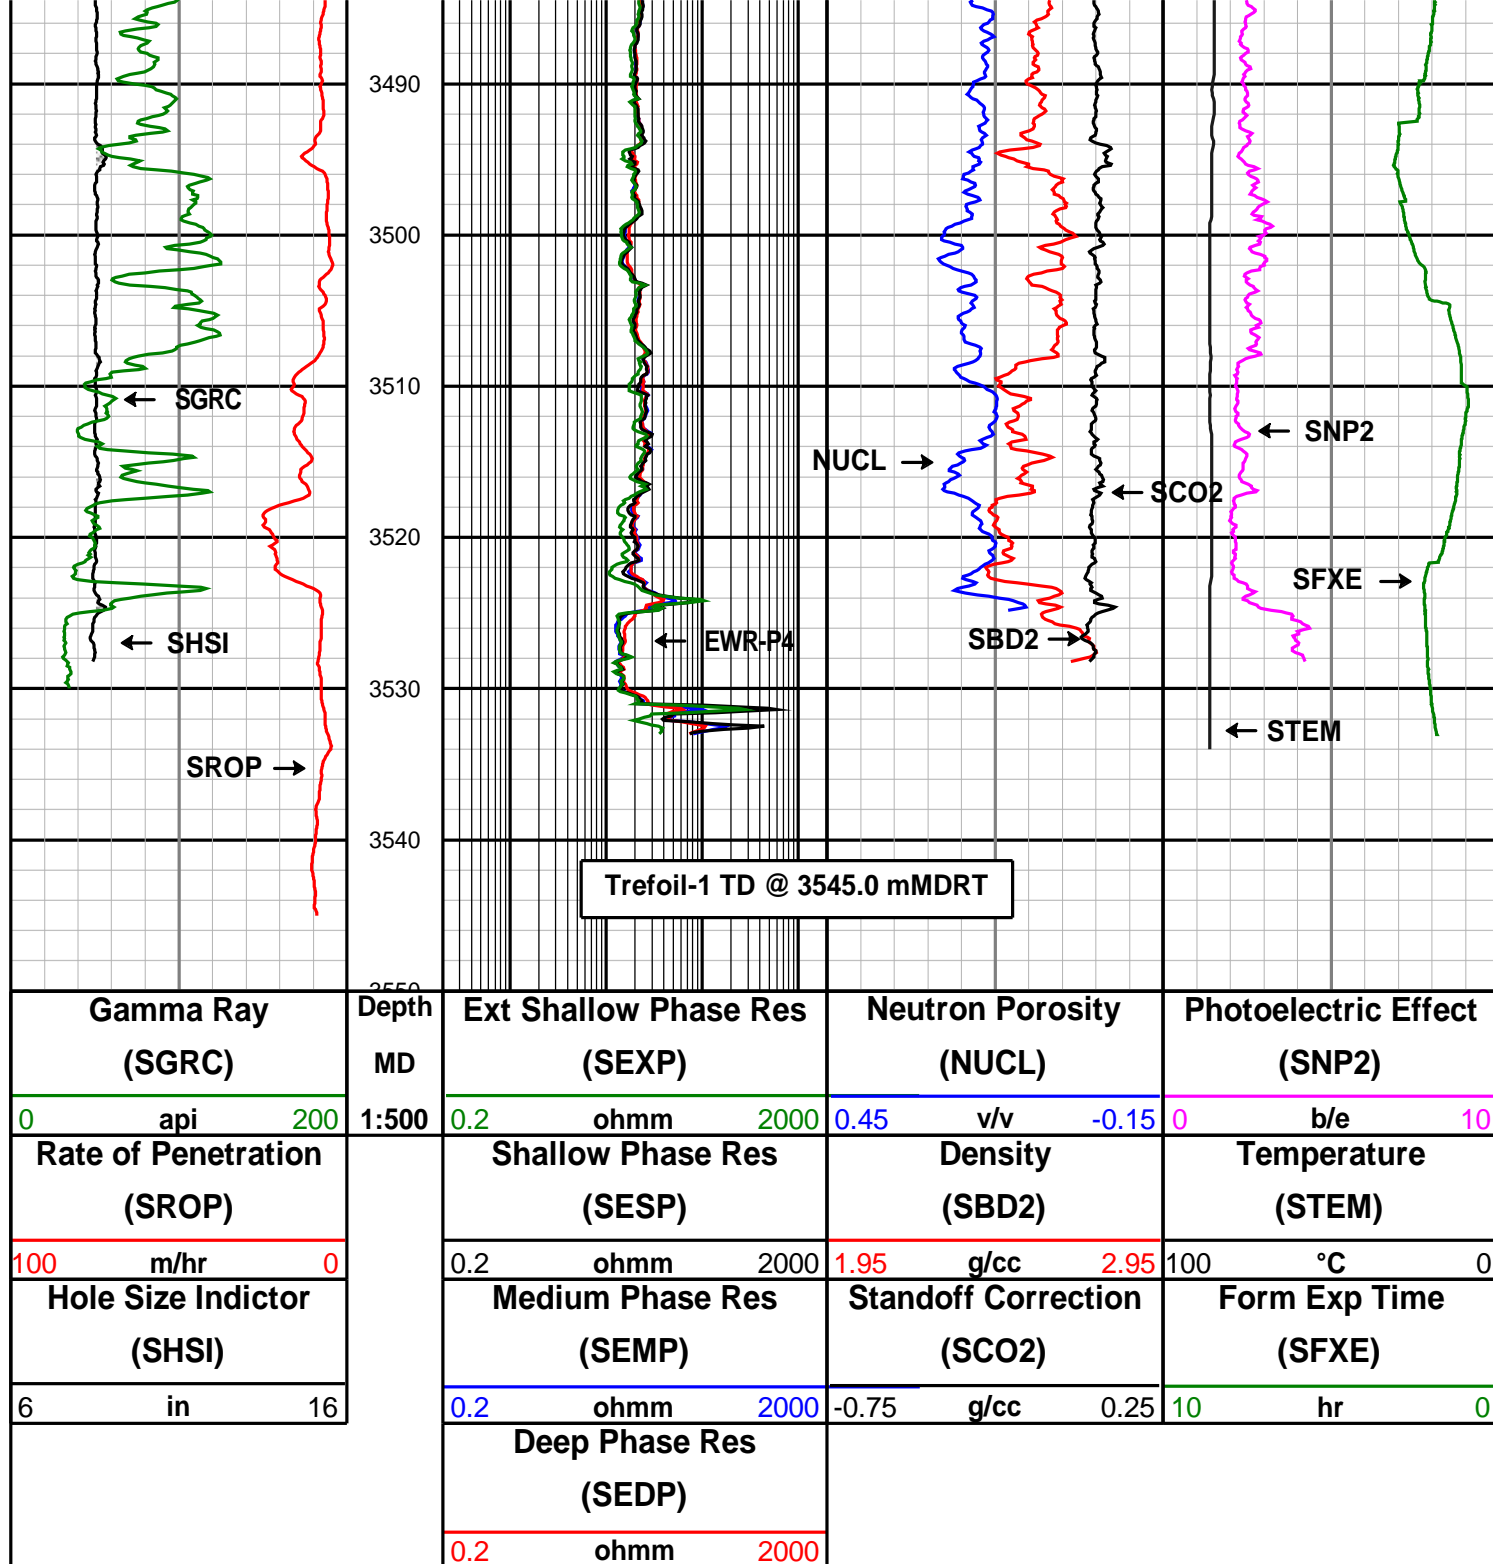 3490
3500
3510
SGRC
SNP2
NUCL
SCO2
3520
SFXE
SHSI
EWR-P4
SBD2
3530
STEM
SROP
3540
Trefoil-1 TD @ 3545.0 mMDRT
3550
Gamma Ray Depth Ext Shallow Phase Res Neutron Porosity Photoelectric Effect
(SGRC) MD (SEXP) (NUCL) (SNP2)
0 api 200 1:500 0.2 ohmm 2000 0.45 v/v -0.15 0 b/e 10
Rate of Penetration Shallow Phase Res Density Temperature
(SROP) (SESP) (SBD2) (STEM)
100 m/hr 0 0.2 ohmm 2000 1.95 g/cc 2.95 100 °C 0
Hole Size Indictor Medium Phase Res Standoff Correction Form Exp Time
(SHSI) (SEMP) (SCO2) (SFXE)
6 in 16 0.2 ohmm 2000 -0.75 g/cc 0.25 10 hr 0
Deep Phase Res
(SEDP)
0.2 ohmm 2000